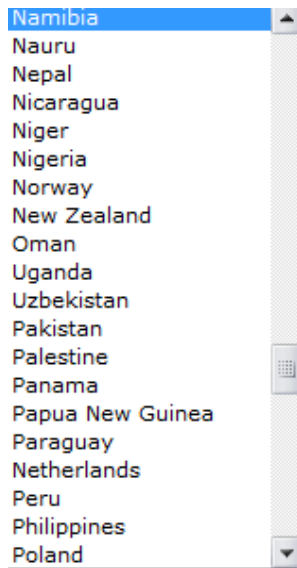 Namibia
Nauru
Nepal
Nicaragua
Niger
Nigeria
Norway
New Zealand
Oman
Uganda
Uzbekistan
Pakistan
Palestine
Panama
Papua New Guinea
Paraguay
Netherlands
Peru
Philippines
Poland